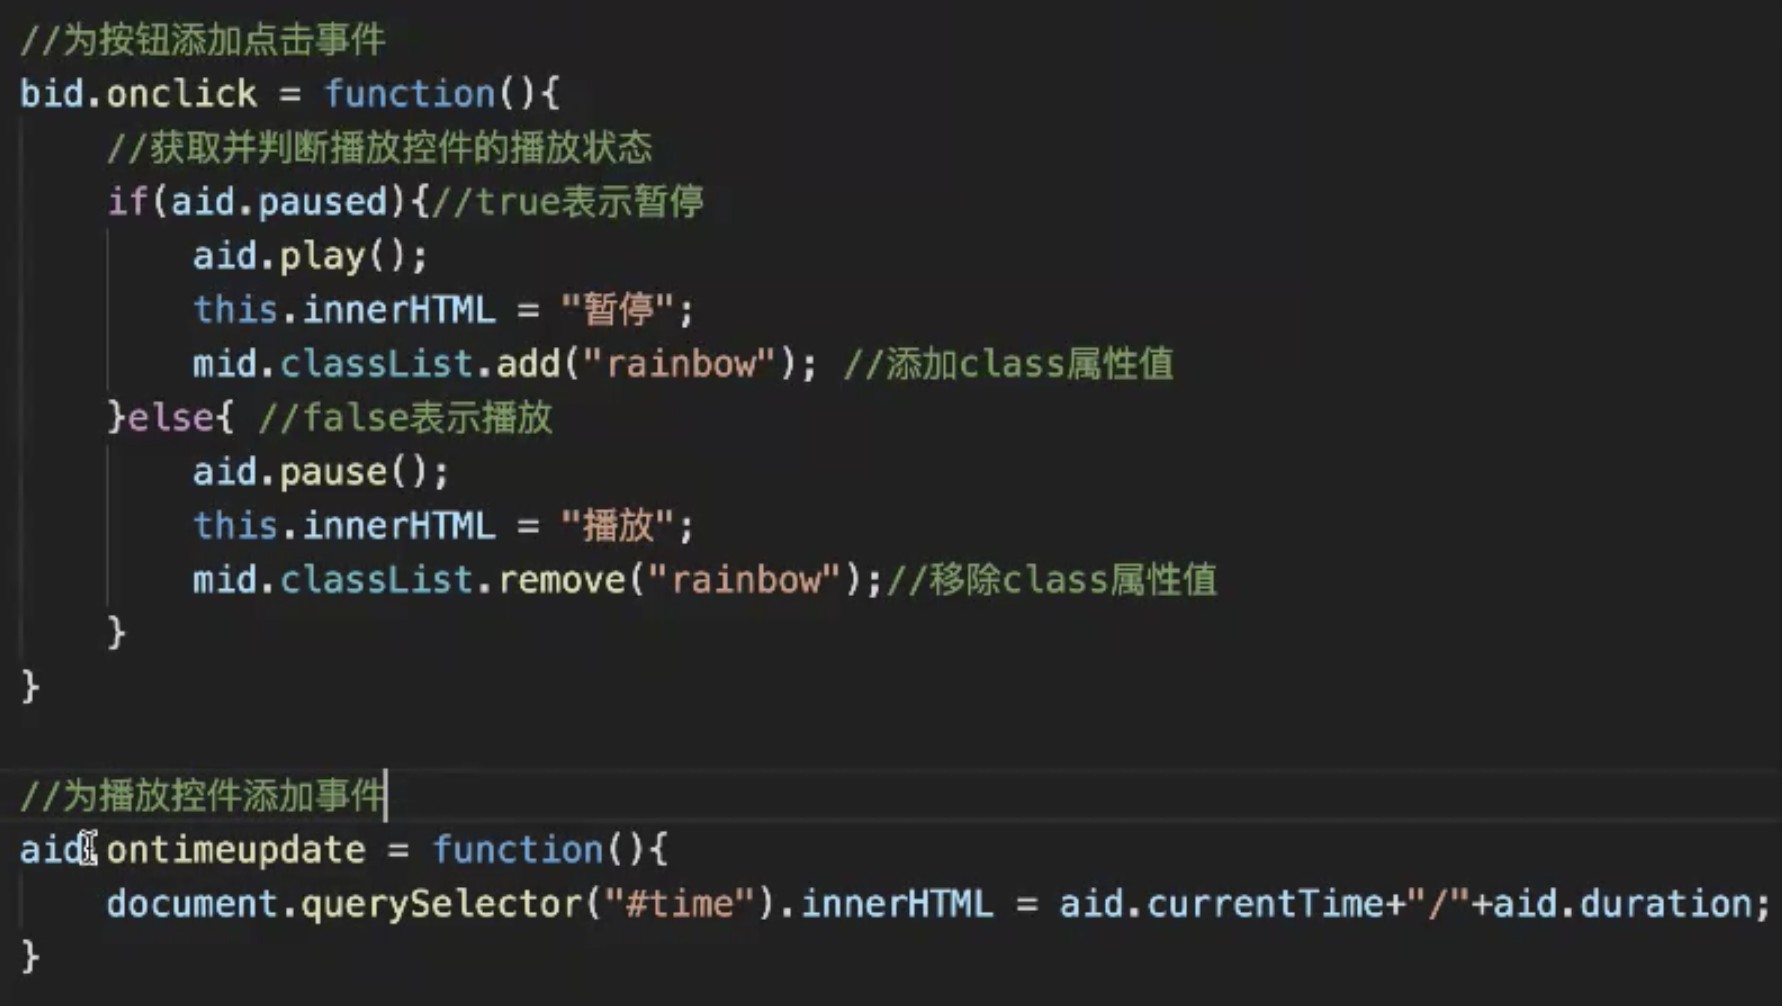 //为按钮添加点击事件
bid.onclick = function(){
    //获取并判断播放控件的播放状态
    if(aid.paused){//true表示暂停
        aid.play();
        this.innerHTML = "暂停";
        mid.classList.add("rainbow"); //添加class属性值
    }else{ //false表示播放
        aid.pause();
        this.innerHTML = "播放";
        mid.classList.remove("rainbow");//移除class属性值
    }
}
//为播放控件添加事件
aid.ontimeupdate = function(){
    document.querySelector("#time").innerHTML = aid.currentTime+"/"+aid.duration;
}